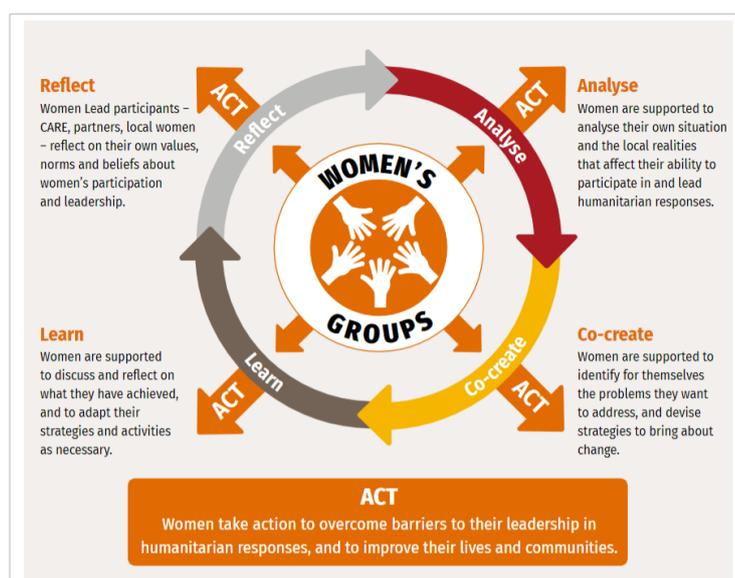 Reflect
Women Lead participants –
CARE, partners, local women
– reflect on their own values,
norms and beliefs about
women's participation
and leadership.
ACT
Reflect
Analyse
ACT
Analyse
Women are supported to
analyse their own situation
and the local realities
that affect their ability to
participate in and lead
humanitarian responses.
WOMEN'S
GROUPS
Learn
Women are supported
to discuss and reflect on
what they have achieved,
and to adapt their
strategies and activities
as necessary.
ACT
Learn
Co-create
ACT
Co-create
Women are supported to
identify for themselves
the problems they want
to address, and devise
strategies to bring about
change.
ACT
Women take action to overcome barriers to their leadership in
humanitarian responses, and to improve their lives and communities.